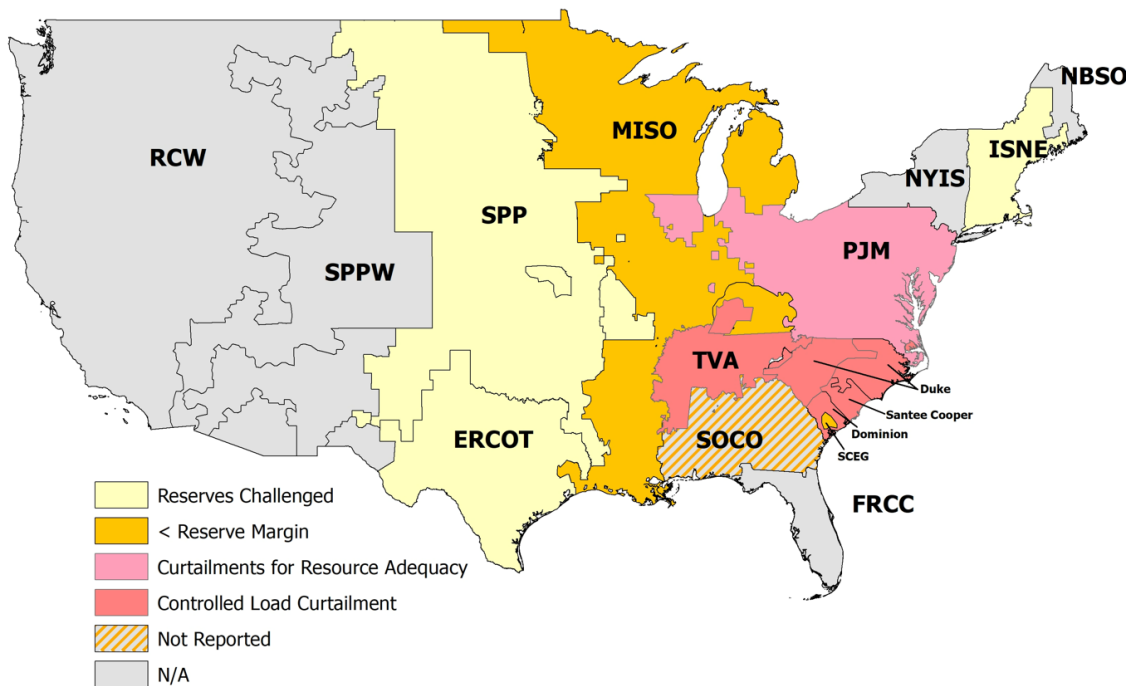 NBSO
MISO
ISNE
RCW
NYIS
SPP
PJM
SPPW
TVA
Duke
Santee Cooper
ERCOT
SOCO
Dominion
SCEG
FRCC
Reserves Challenged
< Reserve Margin
Curtailments for Resource Adequacy
Controlled Load Curtailment
Not Reported
N/A